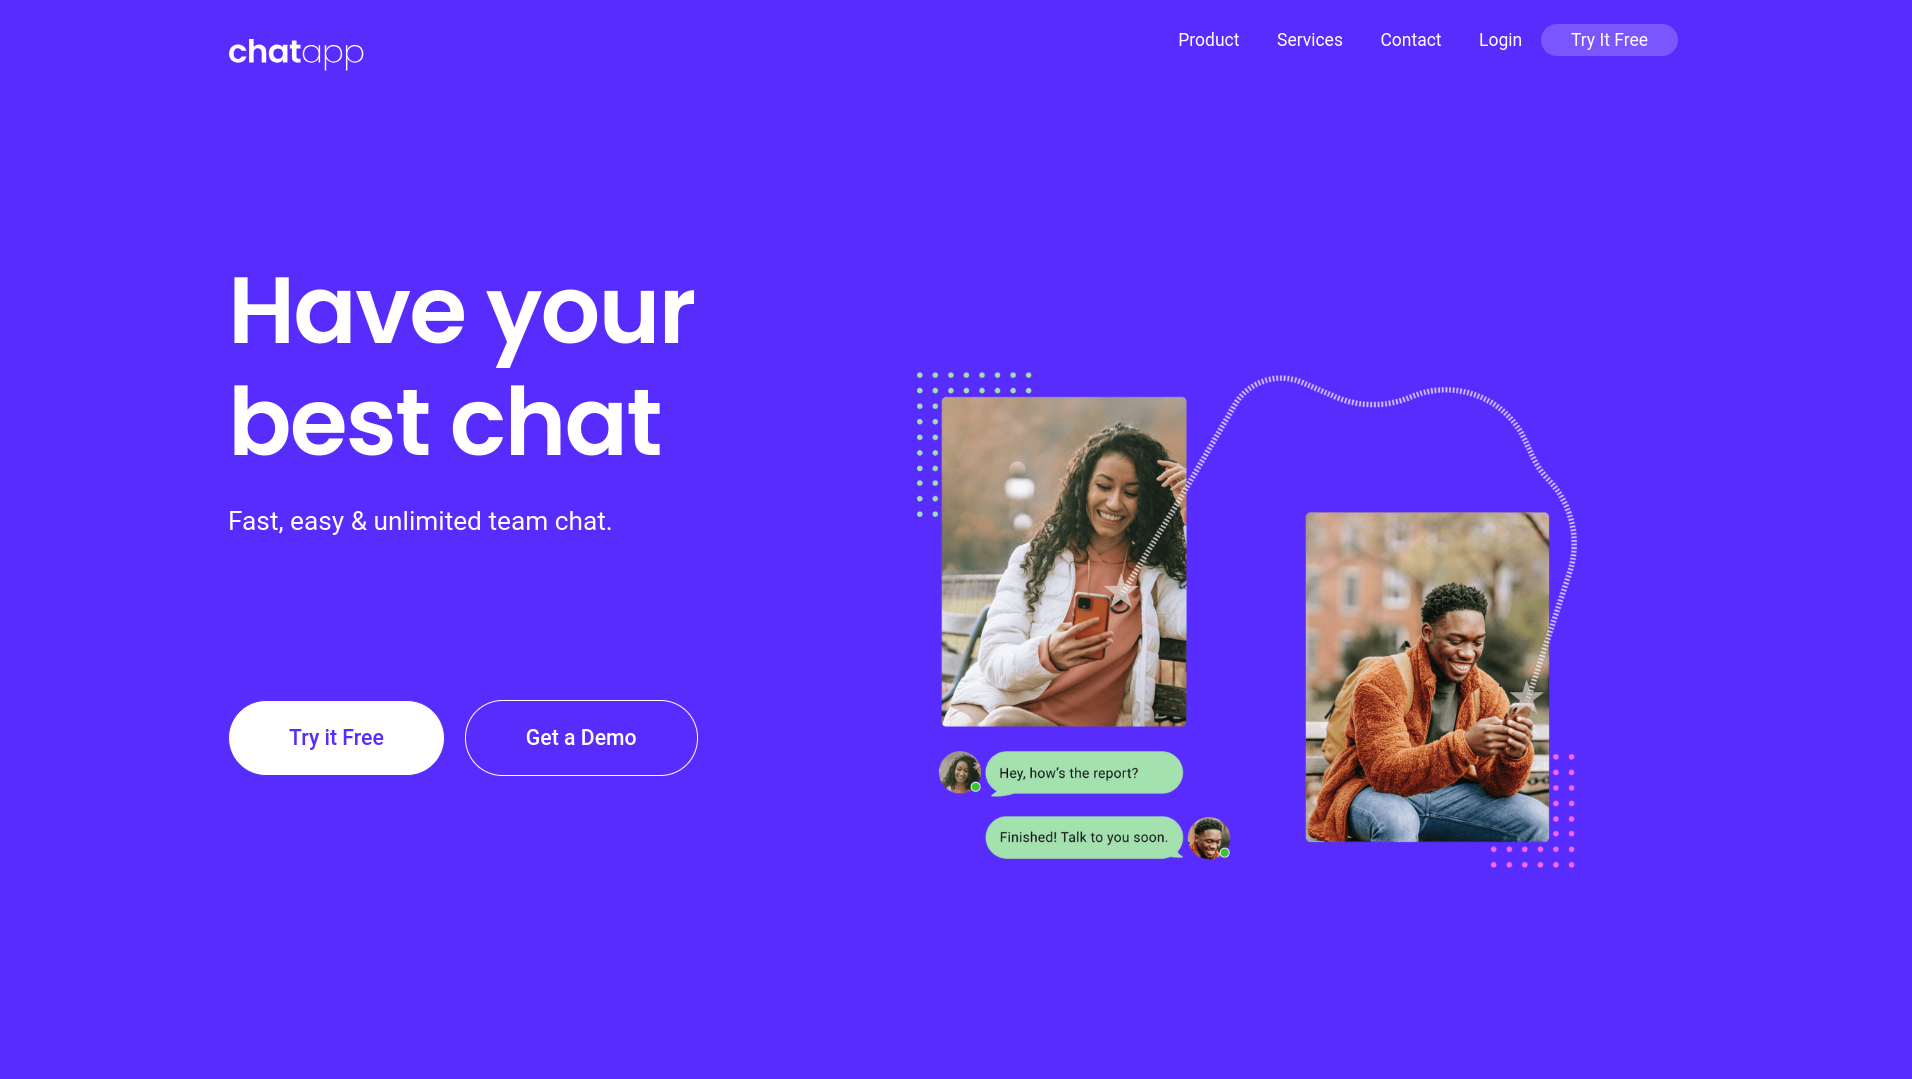 chatapp
Product Services Contact Login Try It Free
Have your
best chat
Fast, easy & unlimited team chat.
Try it Free Get a Demo
Hey, how's the report?
Finished! Talk to you soon.